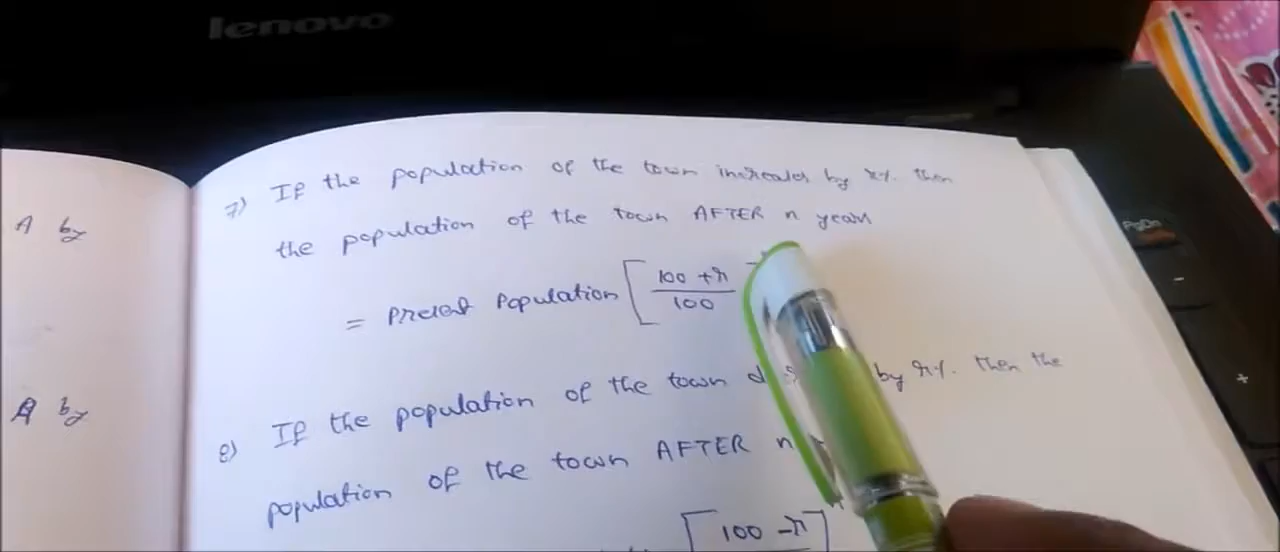 lenovo
A by
7) If the population of the town increases by r%. then
the population of the town AFTER n years
= Present Population [ 100 + r / 100
PgDn
A by
8) If the population of the town by r%. then the
population of the town AFTER n
[ 100 - r ] n
+